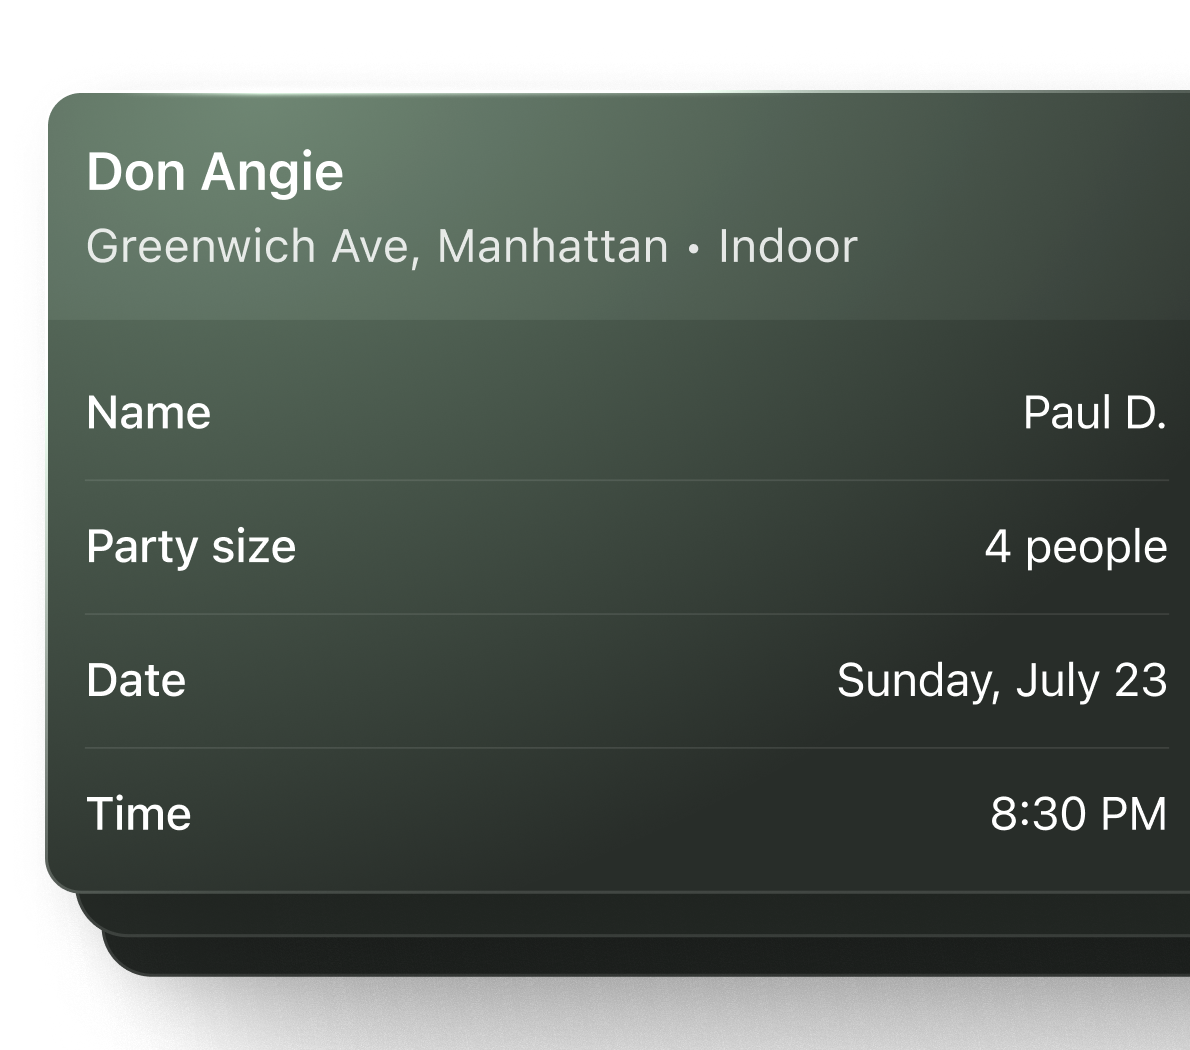 Don Angie
Greenwich Ave, Manhattan • Indoor
Name Paul D.
Party size 4 people
Date Sunday, July 23
Time 8:30 PM